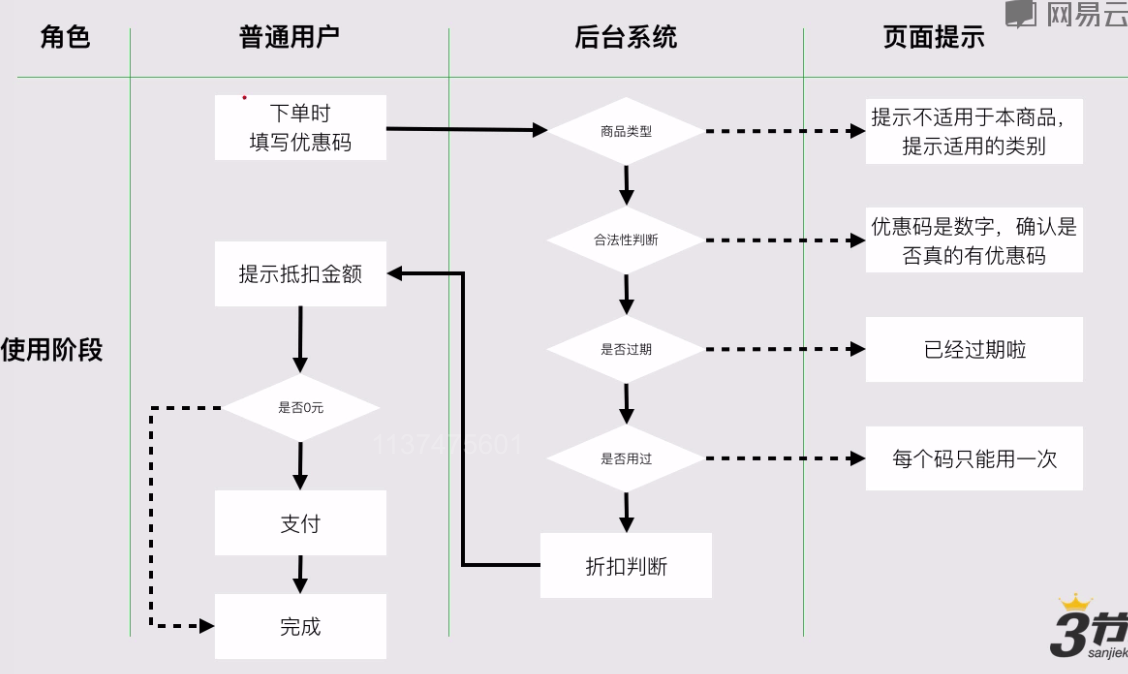 角色
普通用户
后台系统
页面提示
网易云
下单时
填写优惠码
商品类型
提示不适用于本商品，
提示适用的类别
合法性判断
优惠码是数字，确认是
否真的有优惠码
提示抵扣金额
使用阶段
是否过期
已经过期啦
是否0元
1137475601
是否用过
每个码只能用一次
支付
折扣判断
完成
3节
sanjiek